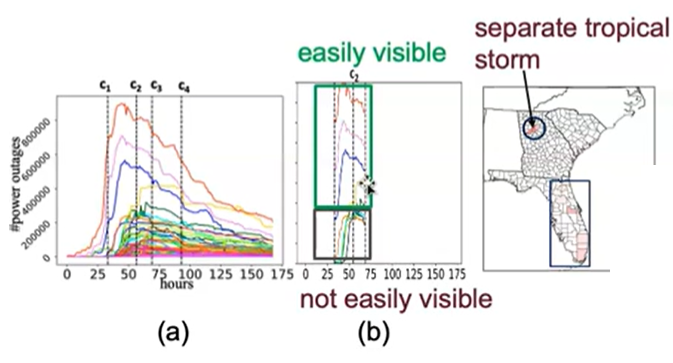 separate tropical
storm
easily visible
c₁ c₂ c₃ c₄
c₂
#power outages
800000
600000
400000
200000
0
0 25 50 75 100 125 150 175
hours
0 25 50 75 100 125 150 175
not easily visible
(a)
(b)